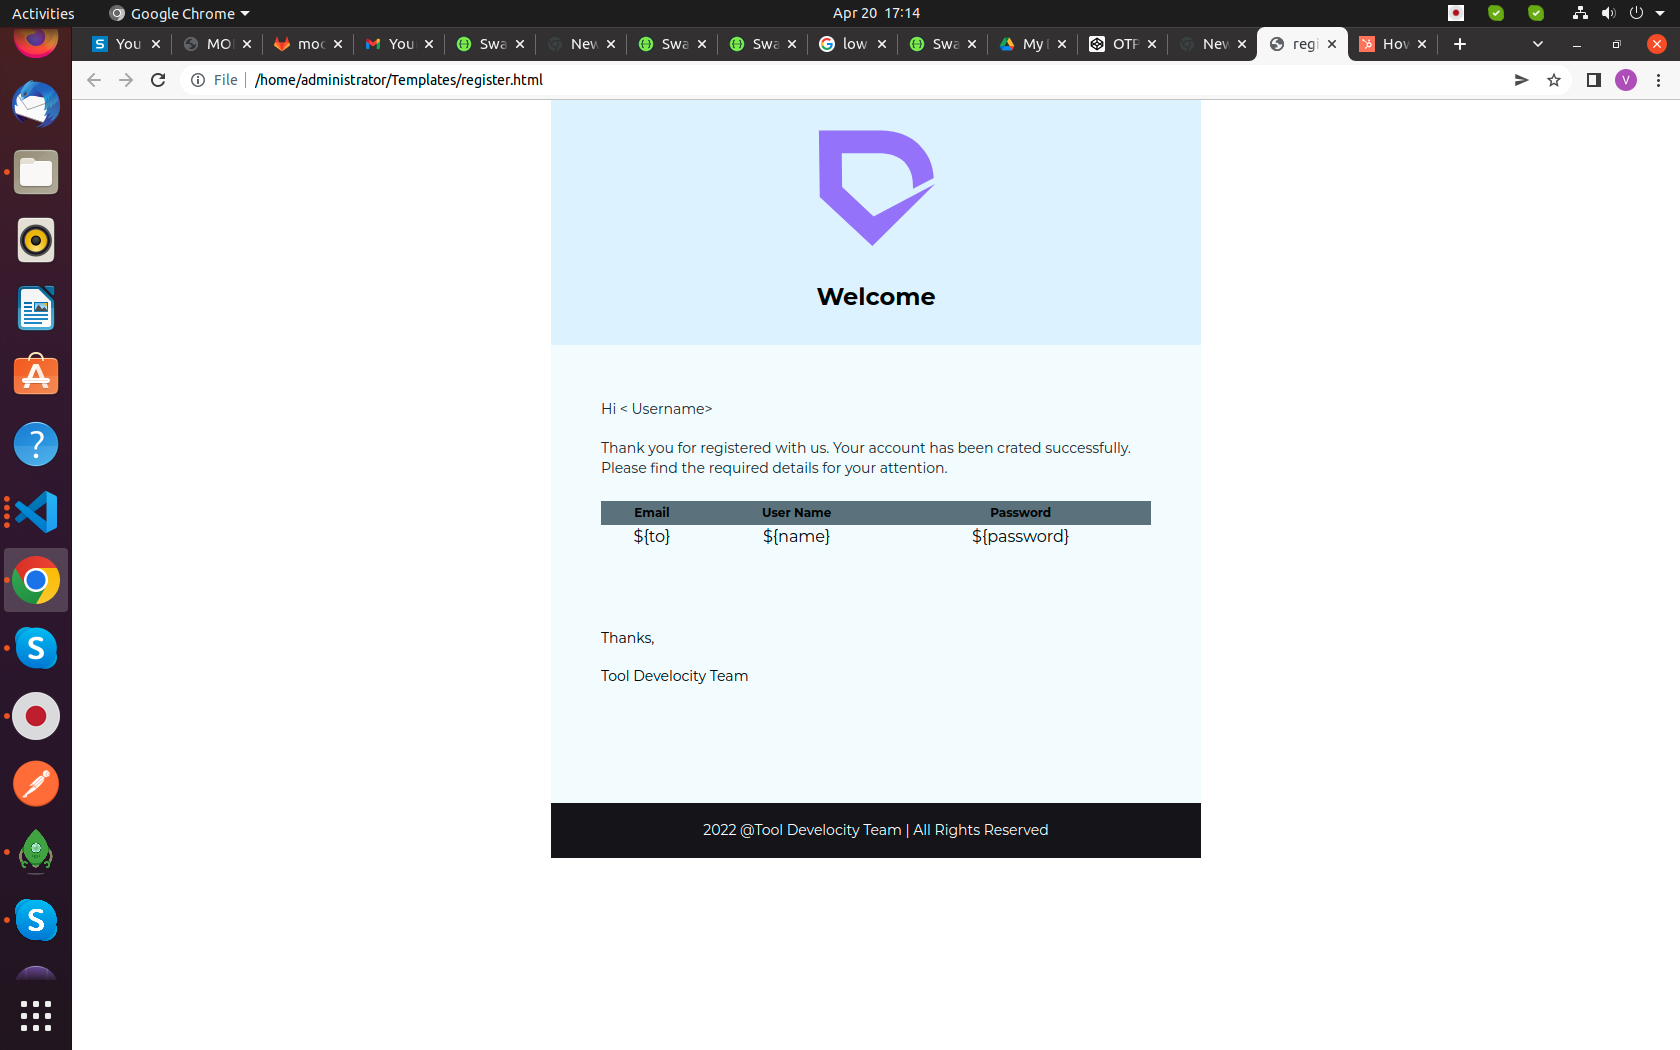 Activities Google Chrome Apr 20 17:14
You MO moc You Swa New Swa Swa low Swa My OTP New regi How
File /home/administrator/Templates/register.html V
Welcome
Hi < Username>
Thank you for registered with us. Your account has been crated successfully.
Please find the required details for your attention.
Email User Name Password
${to} ${name} ${password}
Thanks,
Tool Develocity Team
2022 @Tool Develocity Team | All Rights Reserved